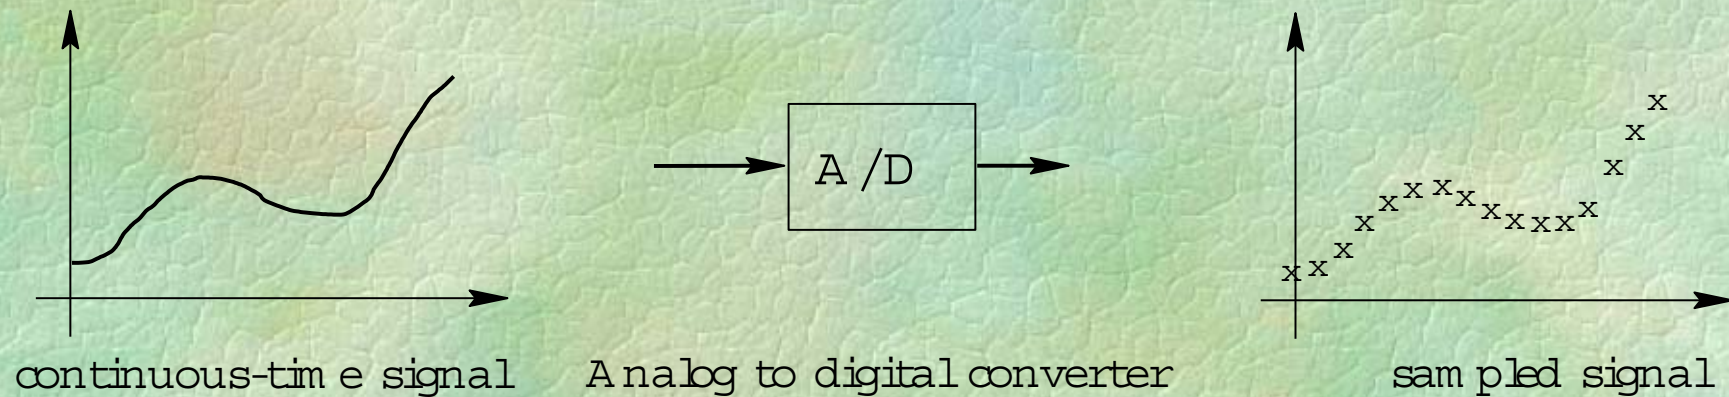 A/D
x x x x x x x x x x x x x x x x
continuous-time signal
Analog to digital converter
sampled signal